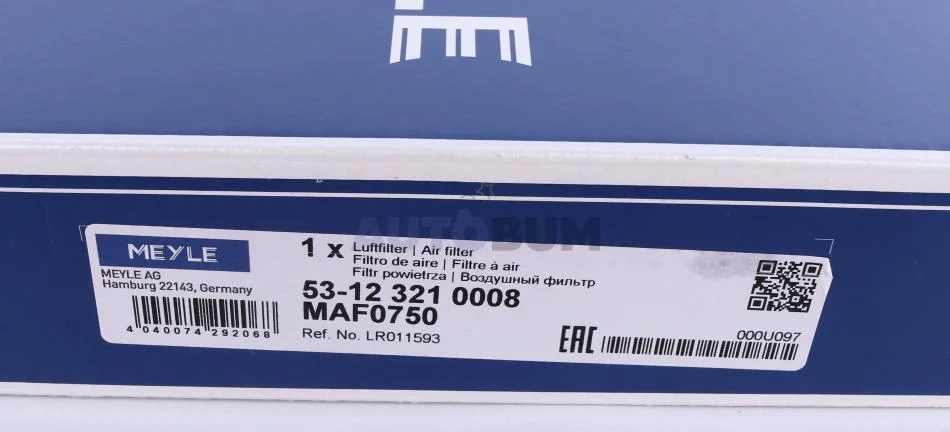 LE
AUTOBUM
MEYLE
MEYLE AG
Hamburg 22143, Germany
4 040074 292068
1 x Luftfilter | Air filter
Filtro de aire | Filtre à air
Filtr powietrza | Воздушный фильтр
53-12 321 0008
MAF0750
Ref. No. LR011593
EAC
000U097